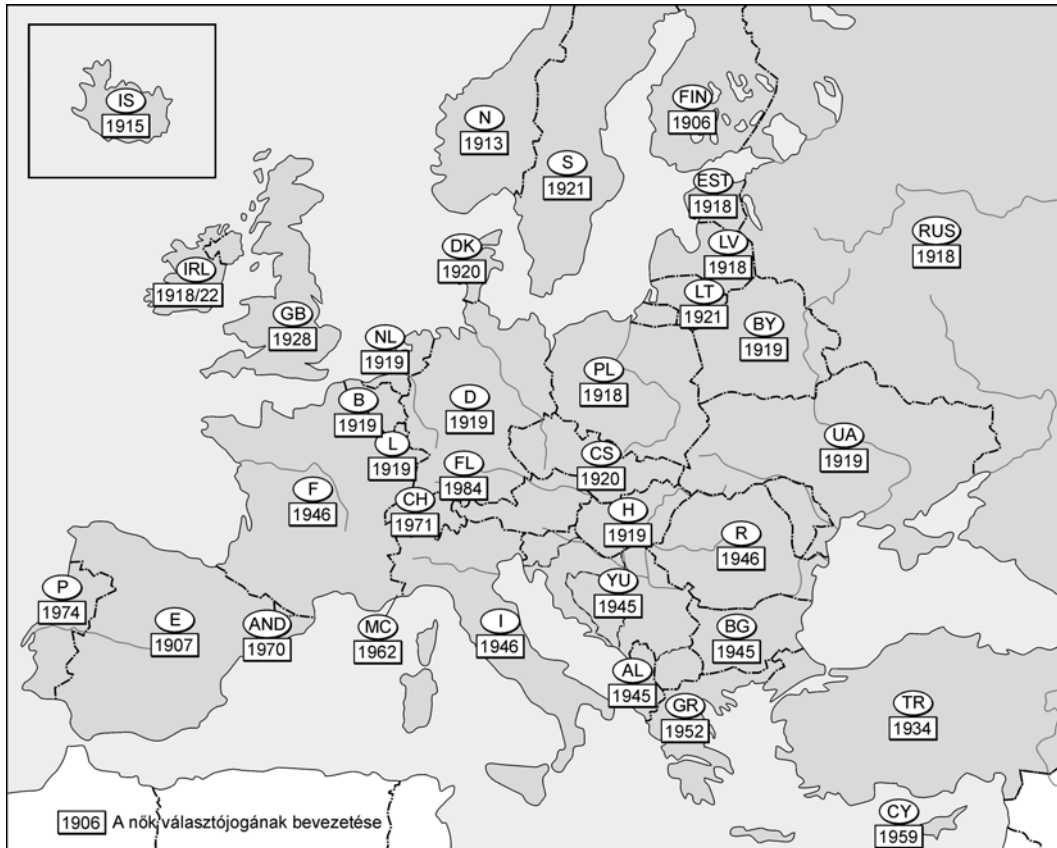 IS
1915
N
1913
FIN
1906
S
1921
EST
1918
RUS
1918
DK
1920
LV
1918
IRL
1918/22
LT
1921
GB
1928
BY
1919
NL
1919
PL
1918
B
1919
D
1919
UA
1919
L
1919
FL
1984
CS
1920
F
1946
CH
1971
H
1919
R
1946
YU
1945
P
1974
E
1907
AND
1970
MC
1962
I
1946
BG
1945
AL
1945
GR
1952
TR
1934
CY
1959
1906 A nők választójogának bevezetése